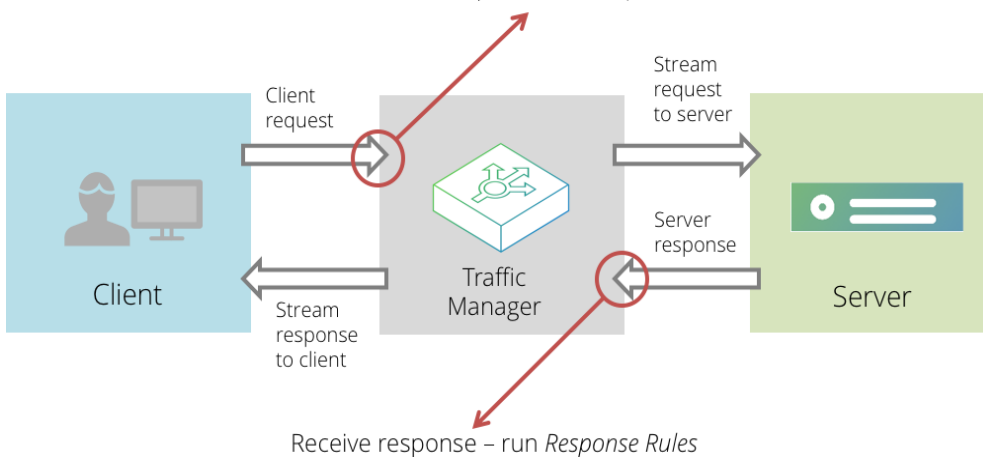 Client
request
Stream
request
to server
Server
response
Client
Traffic
Manager
Server
Stream
response
to client
Receive response – run Response Rules